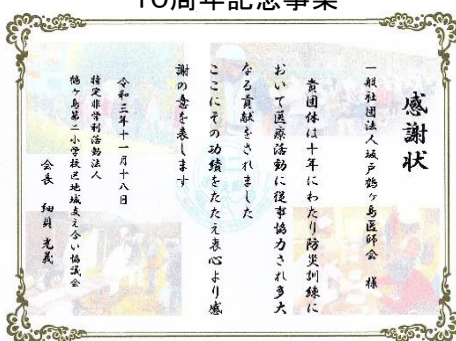 10周年記念事業
感謝状
一般社団法人坂戸鶴ヶ島医師会 様
貴団体は十年にわたり防災訓練に
おいて医療活動に従事協力され多大
なる貢献をされました
ここにその功績をたたえ衷心より感
謝の意を表します
令和三年十一月十八日
特定非営利活動法人
鶴ヶ島第二小学校区地域支え合い協議会
会長 細貝 光義